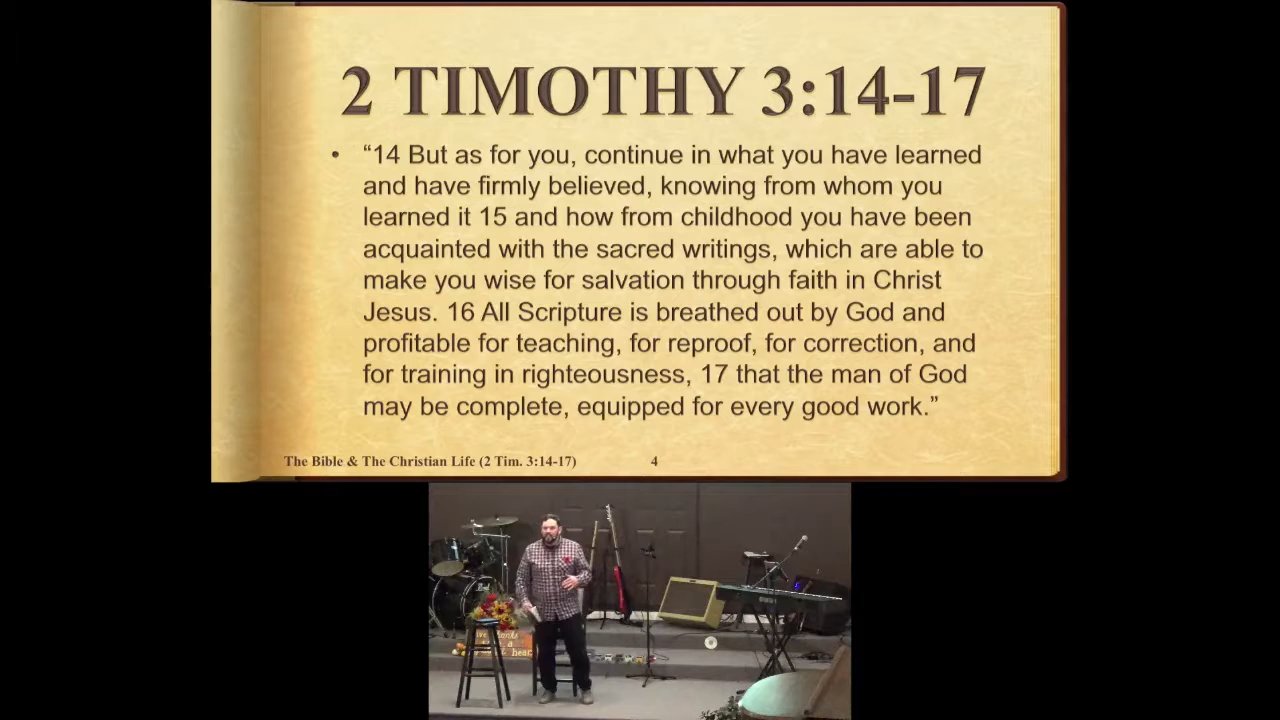 2 TIMOTHY 3:14-17
• “14 But as for you, continue in what you have learned
and have firmly believed, knowing from whom you
learned it 15 and how from childhood you have been
acquainted with the sacred writings, which are able to
make you wise for salvation through faith in Christ
Jesus. 16 All Scripture is breathed out by God and
profitable for teaching, for reproof, for correction, and
for training in righteousness, 17 that the man of God
may be complete, equipped for every good work.”
The Bible & The Christian Life (2 Tim. 3:14-17) 4